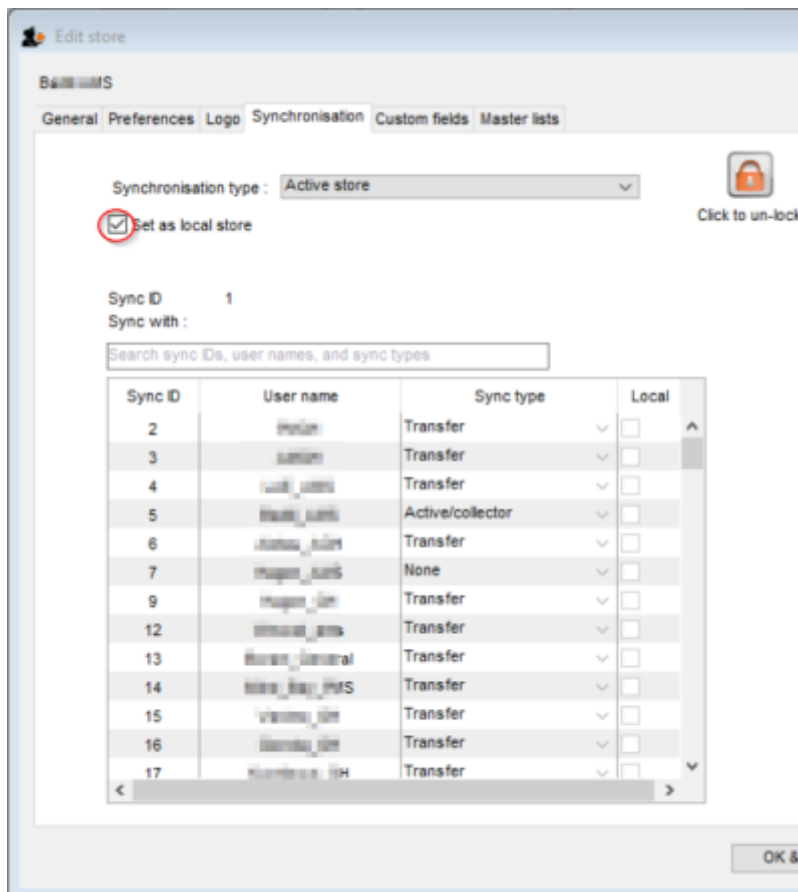 Edit store
General Preferences Logo Synchronisation Custom fields Master lists
Synchronisation type : Active store
Click to un-lock
Set as local store
Sync ID 1
Sync with :
Search sync IDs, user names, and sync types
Sync ID User name Sync type Local
2 Transfer
3 Transfer
4 Transfer
5 Active/collector
6 Transfer
7 None
9 Transfer
12 Transfer
13 Transfer
14 Transfer
15 Transfer
16 Transfer
17 Transfer
OK &